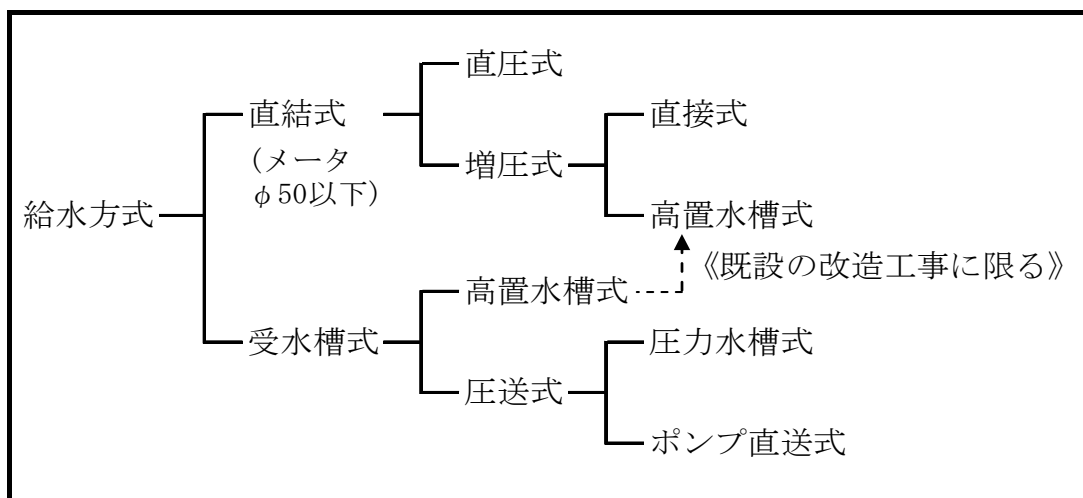 直圧式
直結式
直接式
(メータ
φ50以下)
増圧式
給水方式
高置水槽式
《既設の改造工事に限る》
高置水槽式
受水槽式
圧力水槽式
圧送式
ポンプ直送式